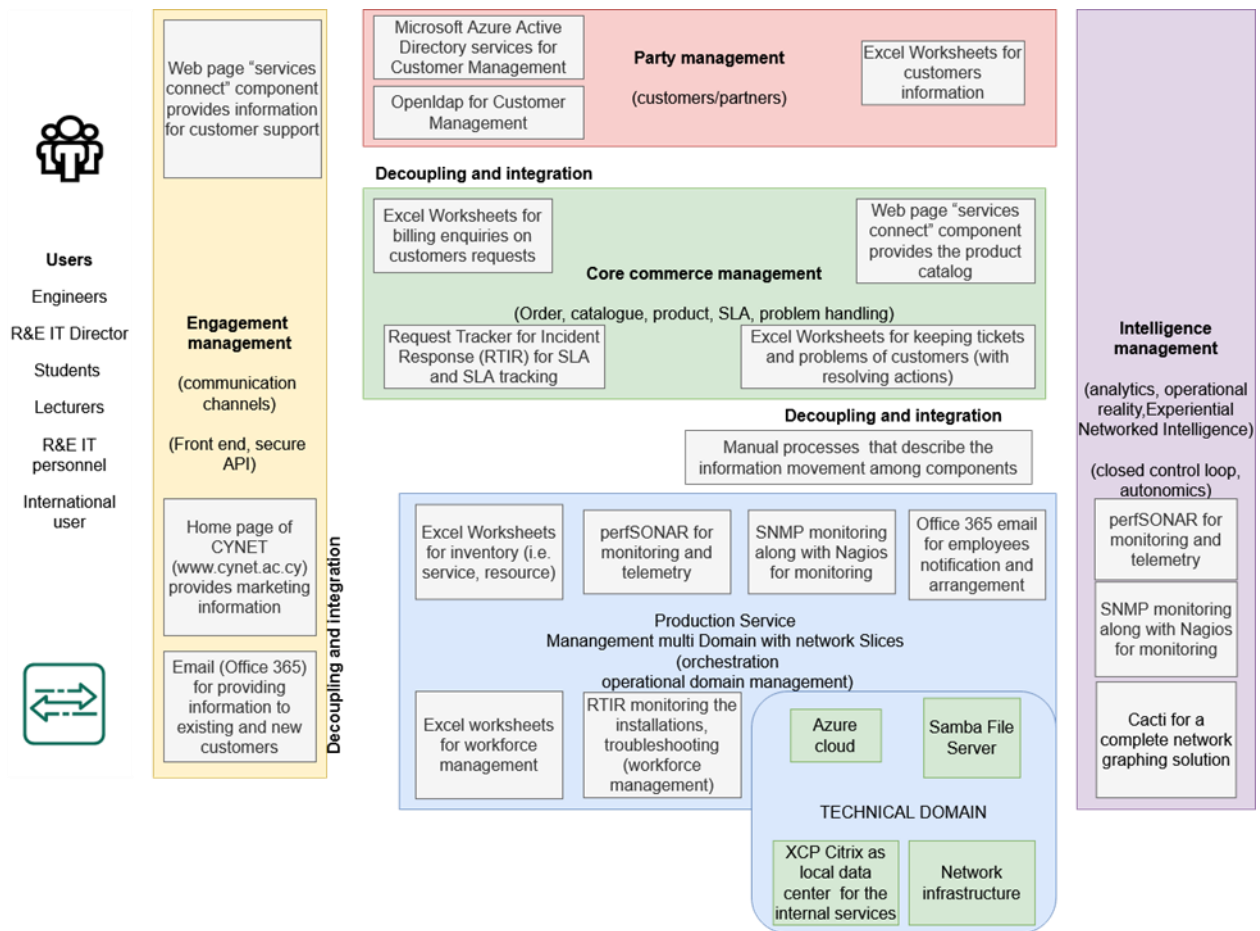 Users
Engineers
R&E IT Director
Students
Lecturers
R&E IT
personnel
International
user
Web page “services
connect” component
provides information
for customer support
Engagement
management
(communication
channels)
(Front end, secure
API)
Home page of
CYNET
(www.cynet.ac.cy)
provides marketing
information
Email (Office 365)
for providing
information to
existing and new
customers
Decoupling and integration
Microsoft Azure Active
Directory services for
Customer Management
Openldap for Customer
Management
Party management
(customers/partners)
Excel Worksheets for
customers
information
Decoupling and integration
Excel Worksheets for
billing enquiries on
customers requests
Web page “services
connect” component
provides the product
catalog
Core commerce management
(Order, catalogue, product, SLA, problem handling)
Request Tracker for Incident
Response (RTIR) for SLA
and SLA tracking
Excel Worksheets for keeping tickets
and problems of customers (with
resolving actions)
Decoupling and integration
Manual processes that describe the
information movement among components
Excel Worksheets
for inventory (i.e.
service, resource)
perfSONAR for
monitoring and
telemetry
SNMP monitoring
along with Nagios
for monitoring
Office 365 email
for employees
notification and
arrangement
Production Service
Manangement multi Domain with network Slices
(orchestration
operational domain management)
Excel worksheets
for workforce
management
RTIR monitoring the
installations,
troubleshooting
(workforce
management)
Azure
cloud
Samba File
Server
TECHNICAL DOMAIN
XCP Citrix as
local data
center for the
internal services
Network
infrastructure
Intelligence
management
(analytics, operational
reality,Experiential
Networked Intelligence)
(closed control loop,
autonomics)
perfSONAR for
monitoring and
telemetry
SNMP monitoring
along with Nagios
for monitoring
Cacti for a
complete network
graphing solution